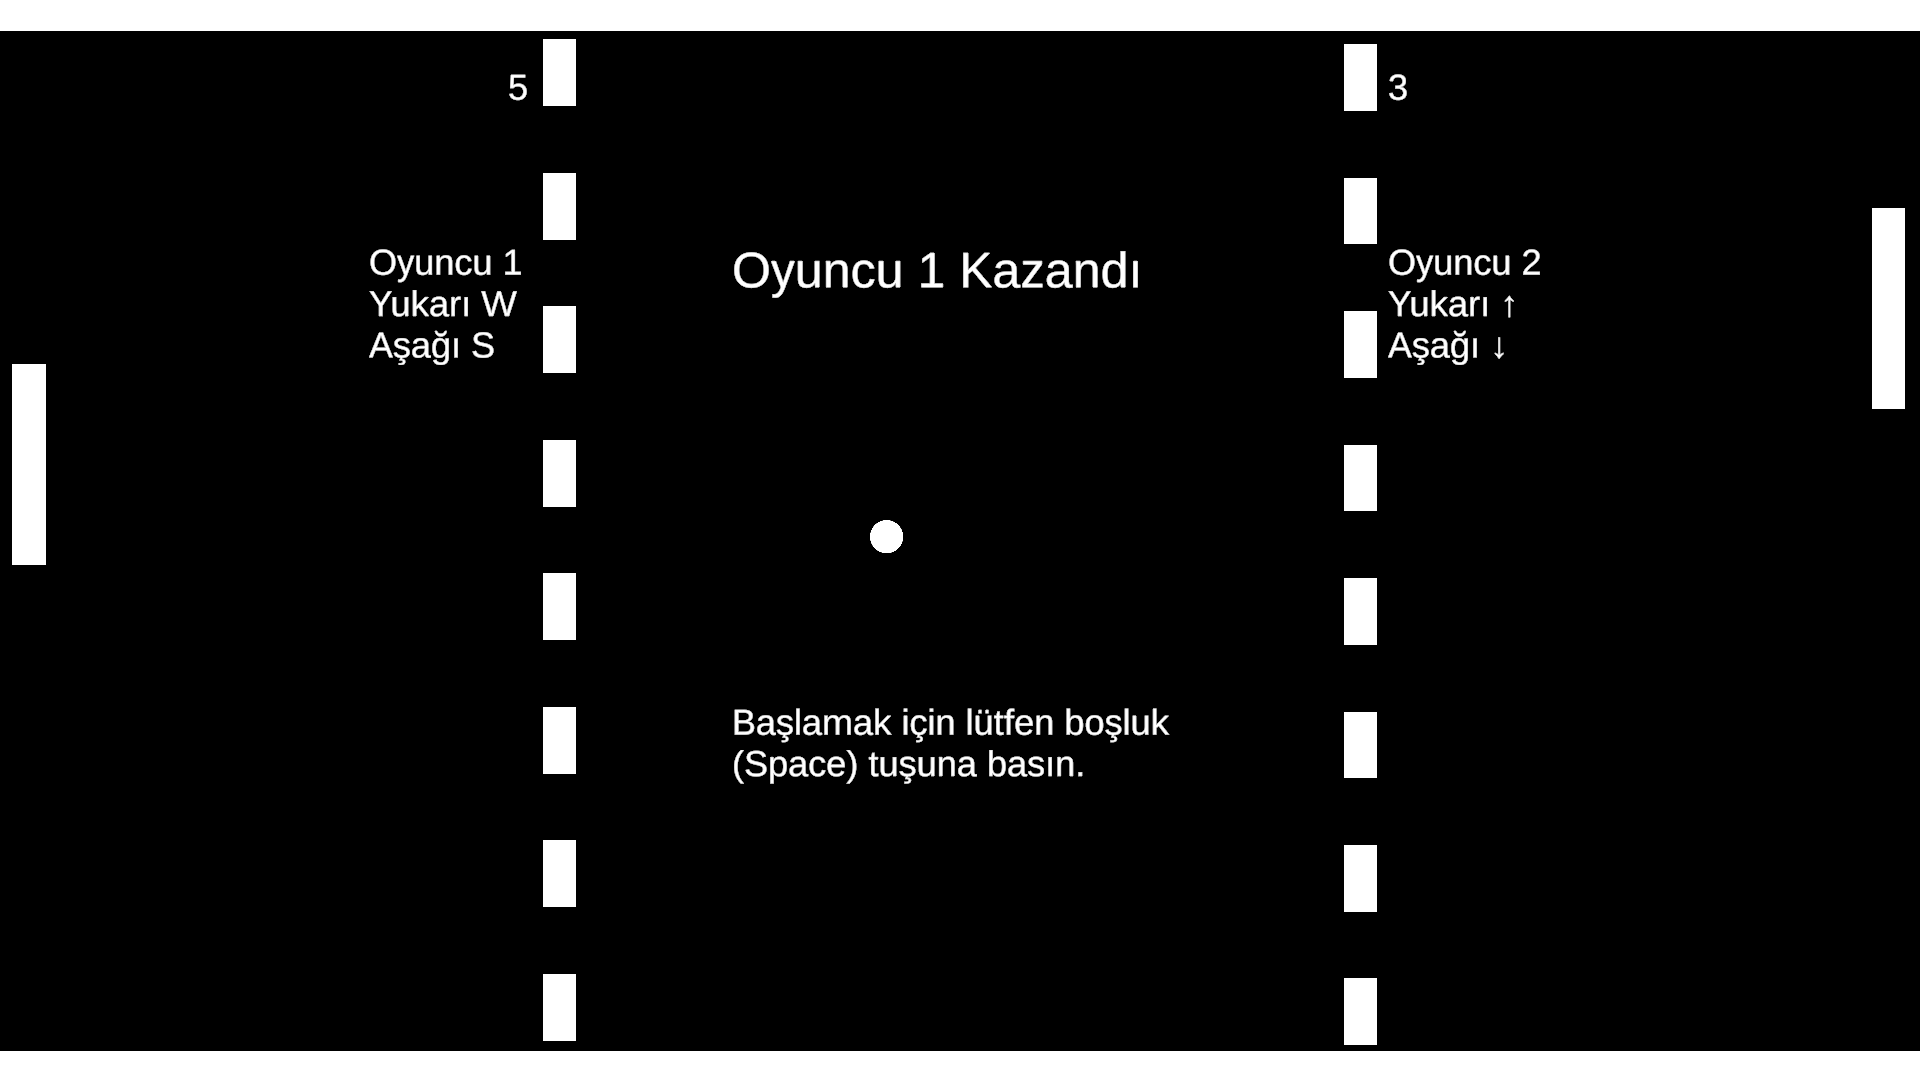 5
3
Oyuncu 1
Yukarı W
Aşağı S
Oyuncu 1 Kazandı
Oyuncu 2
Yukarı ↑
Aşağı ↓
Başlamak için lütfen boşluk
(Space) tuşuna basın.